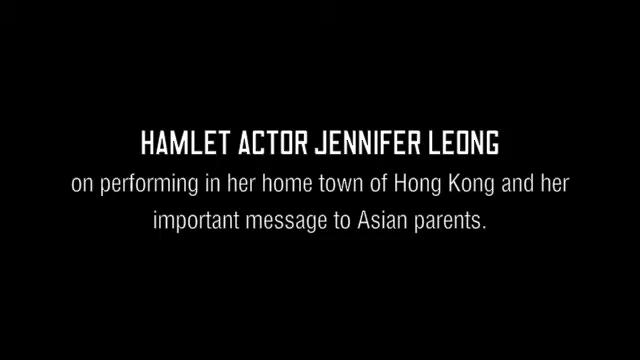 HAMLET ACTOR JENNIFER LEONG
on performing in her home town of Hong Kong and her
important message to Asian parents.